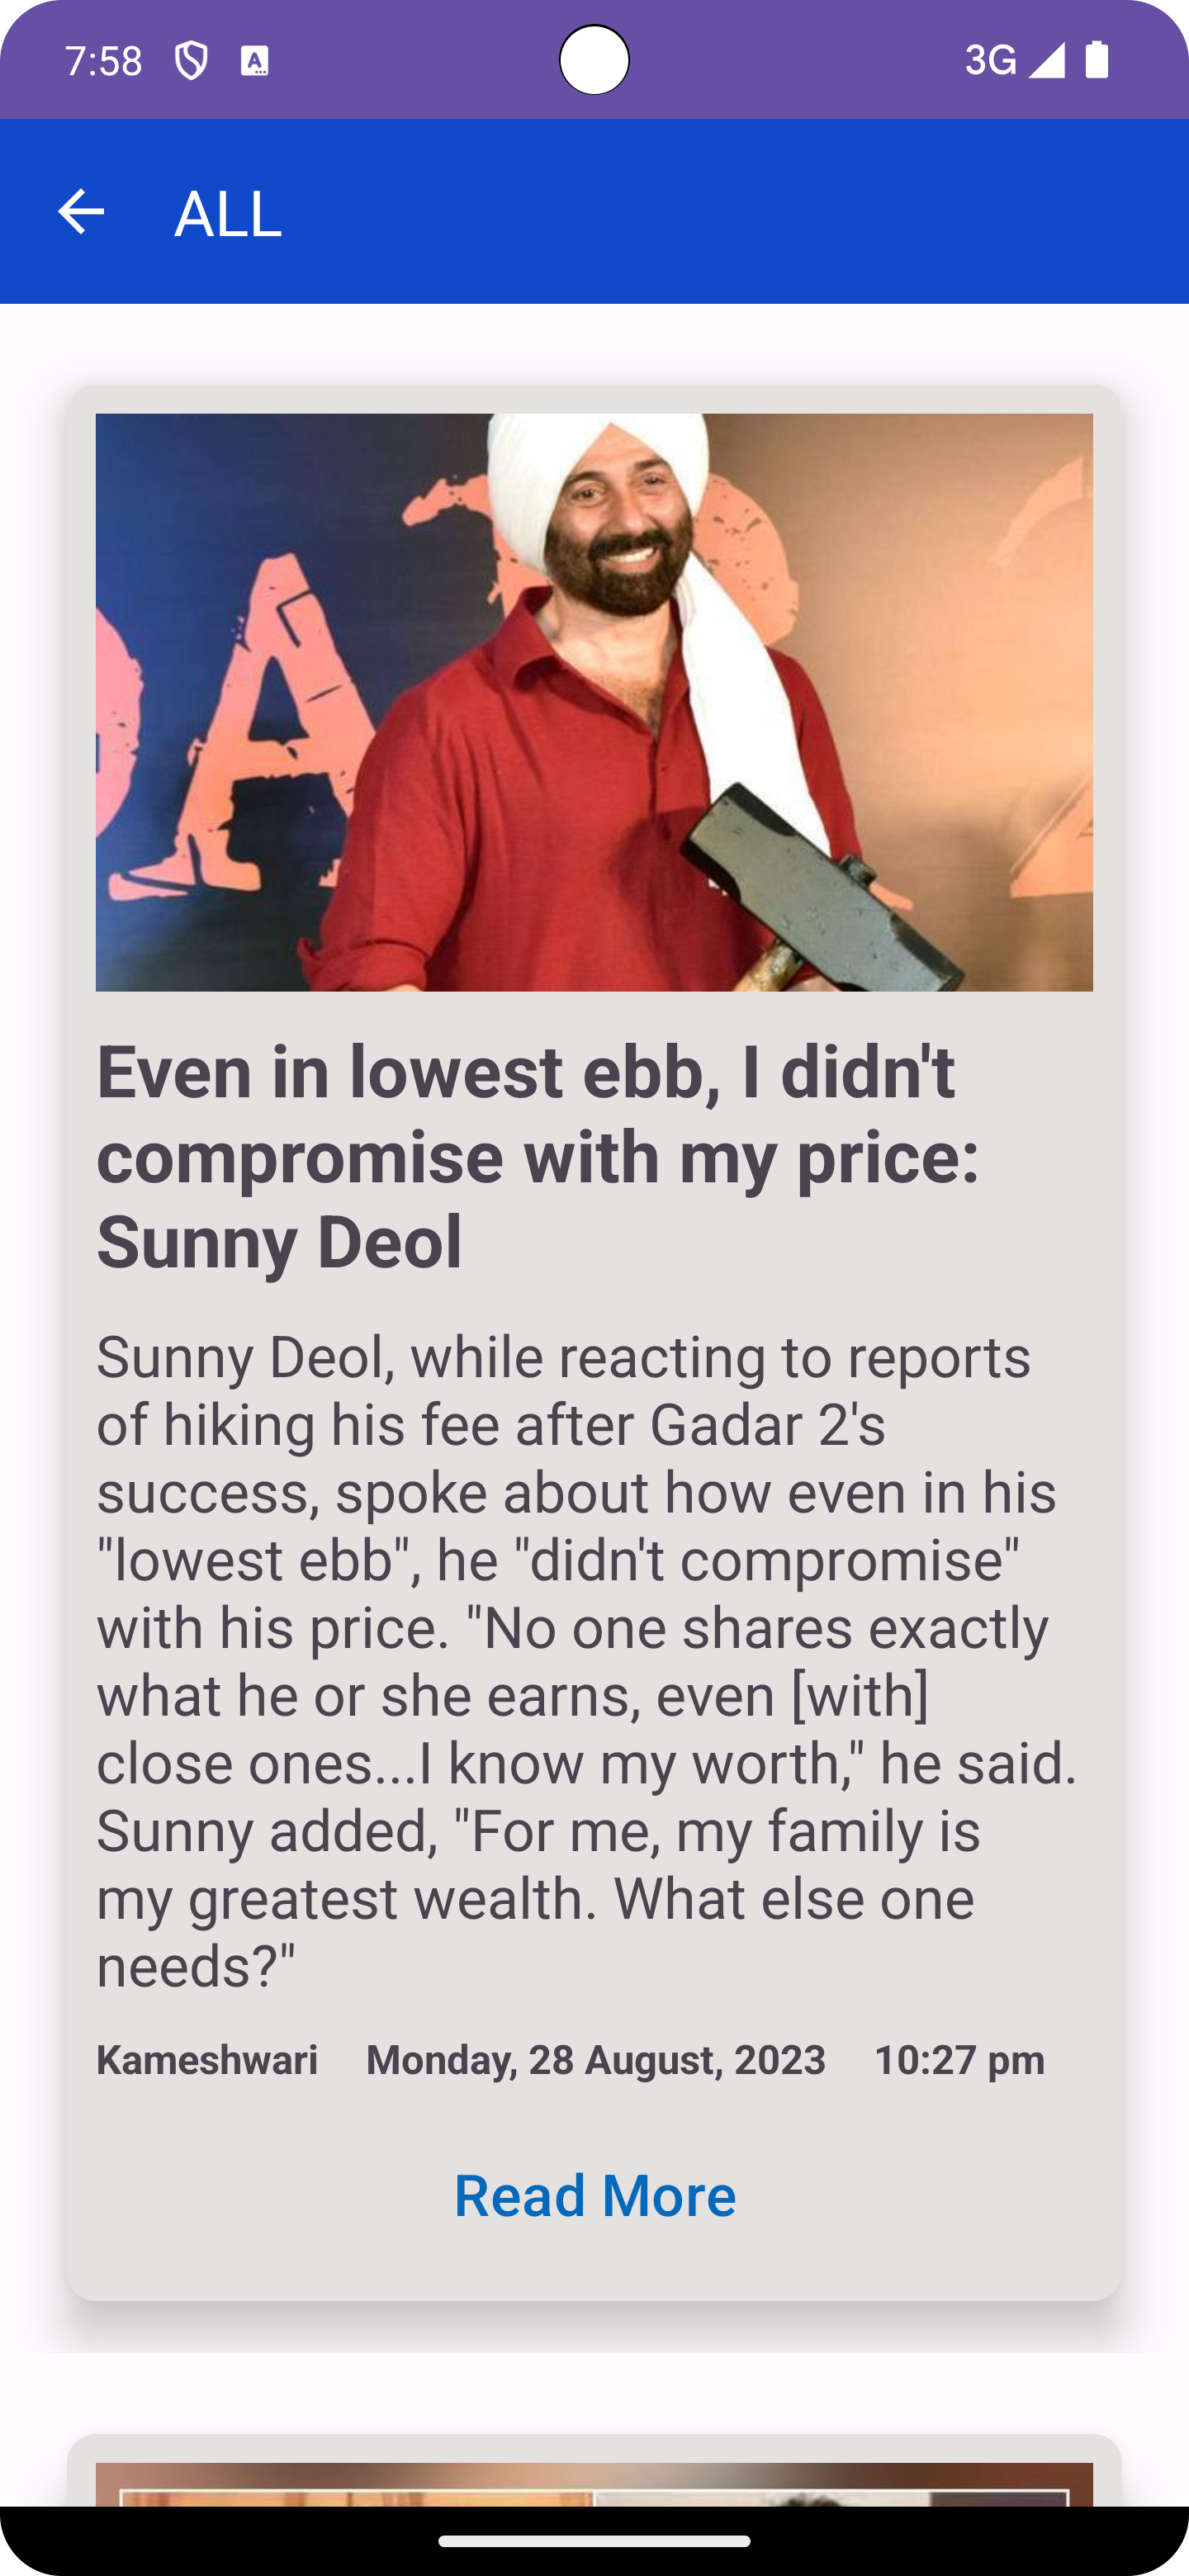 7:58
3G
ALL
Even in lowest ebb, I didn't
compromise with my price:
Sunny Deol
Sunny Deol, while reacting to reports
of hiking his fee after Gadar 2's
success, spoke about how even in his
"lowest ebb", he "didn't compromise"
with his price. "No one shares exactly
what he or she earns, even [with]
close ones...I know my worth," he said.
Sunny added, "For me, my family is
my greatest wealth. What else one
needs?"
Kameshwari Monday, 28 August, 2023 10:27 pm
Read More